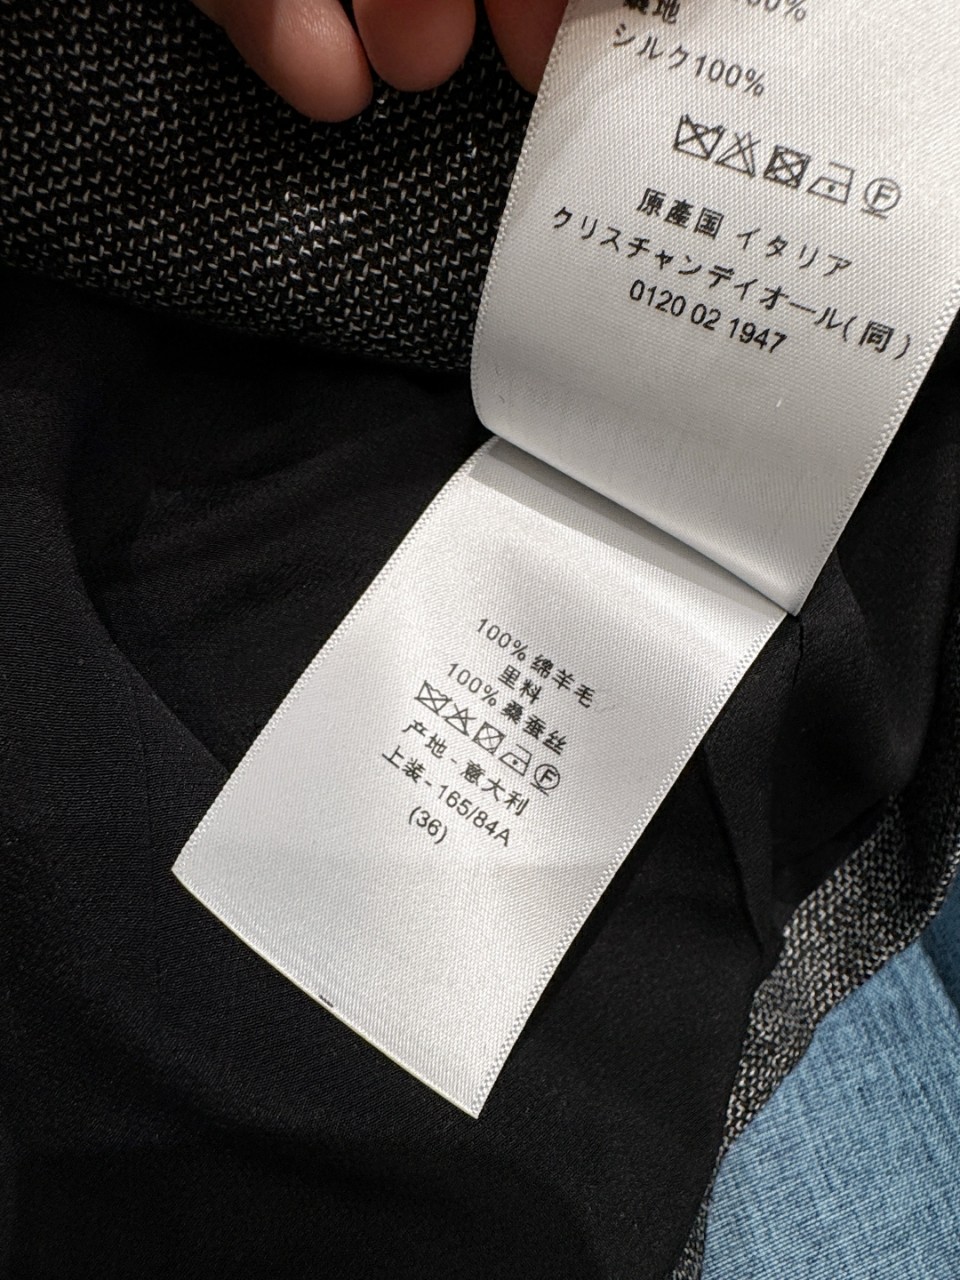 裏地
シルク100%
原産国 イタリア
クリスチャンディオール(同)
0120 02 1947
100% 绵羊毛
里料
100% 桑蚕丝
产地-意大利
上装-165/84A
(36)